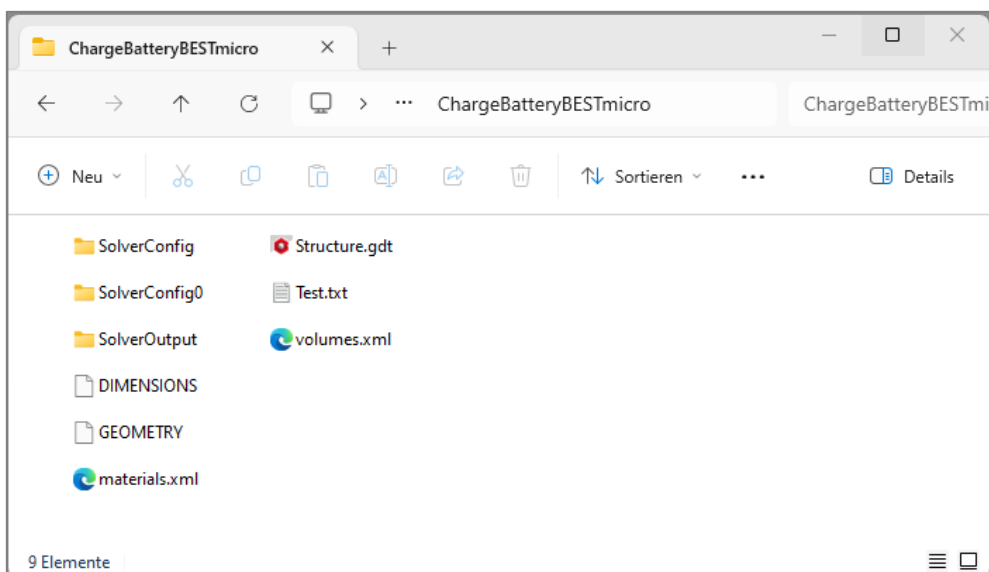 ChargeBatteryBESTmicro
ChargeBatteryBESTmicro ChargeBatteryBESTmi
Neu Sortieren Details
SolverConfig Structure.gdt
SolverConfig0 Test.txt
SolverOutput volumes.xml
DIMENSIONS
GEOMETRY
materials.xml
9 Elemente